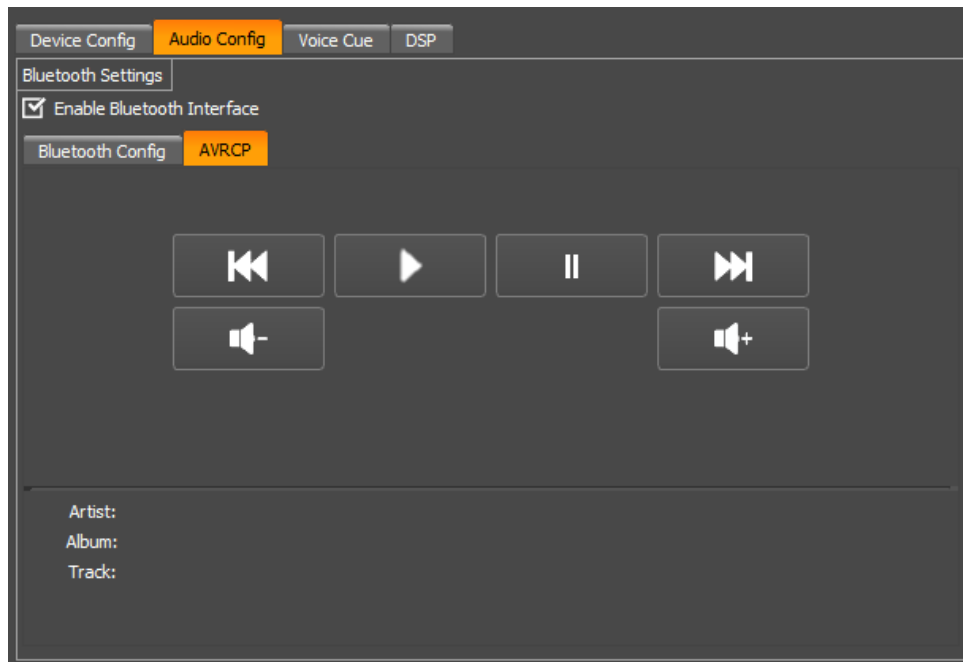 Device Config Audio Config Voice Cue DSP
Bluetooth Settings
Enable Bluetooth Interface
Bluetooth Config AVRCP
Artist:
Album:
Track: